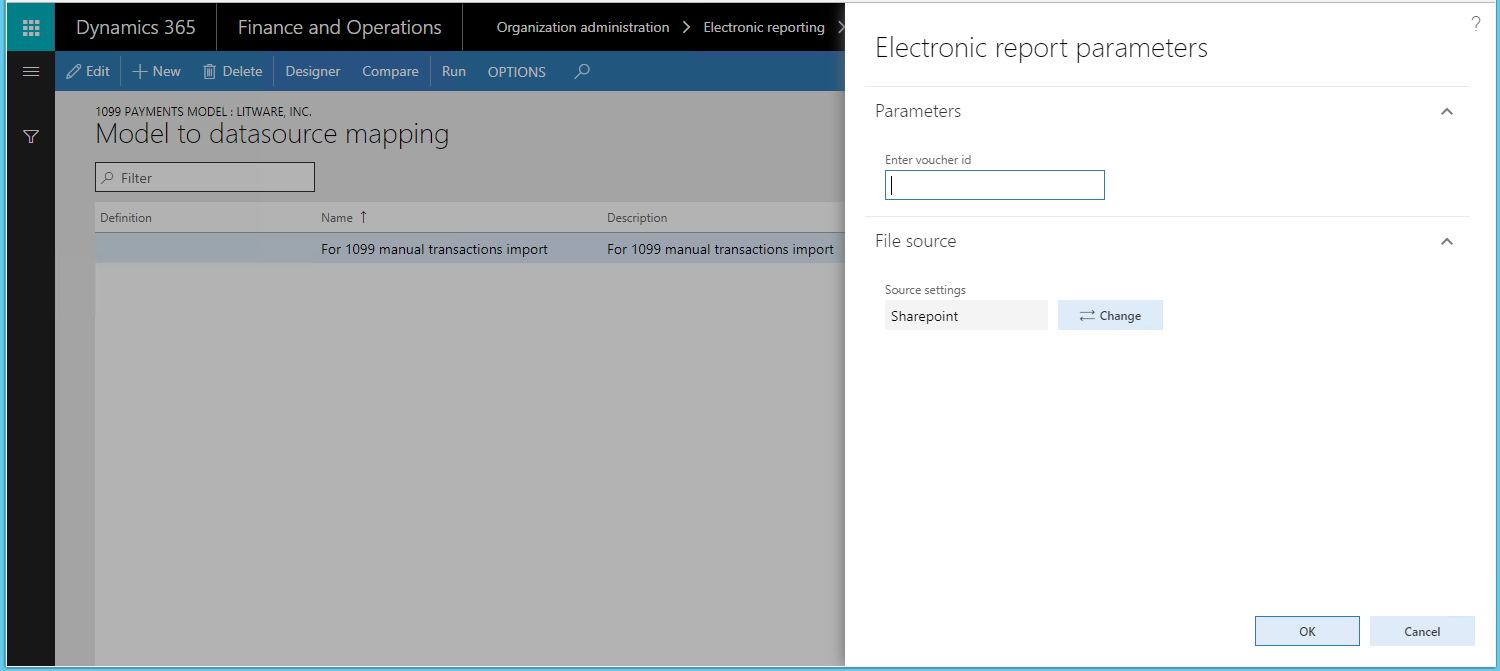 Dynamics 365
Finance and Operations
Organization administration > Electronic reporting >
Edit
New
Delete
Designer
Compare
Run
OPTIONS
1099 PAYMENTS MODEL : LITWARE, INC.
Model to datasource mapping
Filter
Definition
Name ↑
Description
For 1099 manual transactions import
For 1099 manual transactions import
?
Electronic report parameters
Parameters
Enter voucher id
File source
Source settings
Sharepoint
Change
OK
Cancel